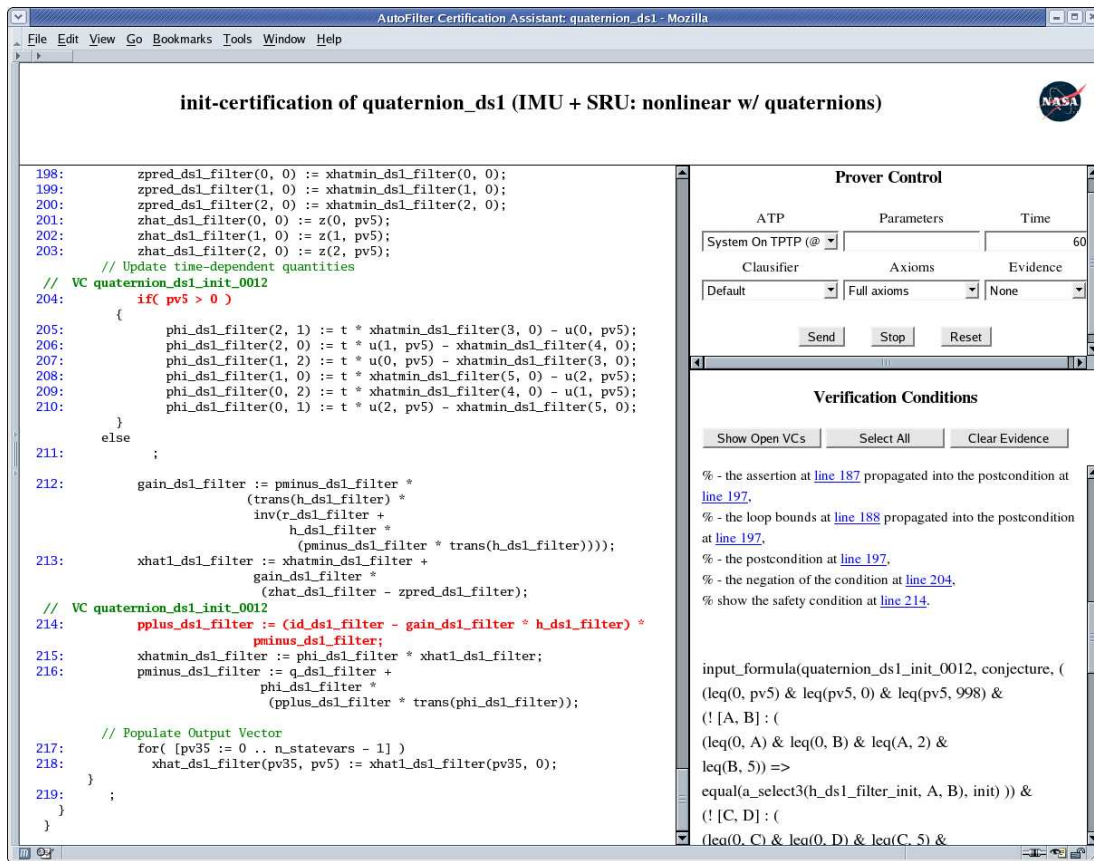 AutoFilter Certification Assistant: quaternion_ds1 - Mozilla
File Edit View Go Bookmarks Tools Window Help
init-certification of quaternion_ds1 (IMU + SRU: nonlinear w/ quaternions)
NASA
198: zpred_ds1_filter(0, 0) := xhatmin_ds1_filter(0, 0);
199: zpred_ds1_filter(1, 0) := xhatmin_ds1_filter(1, 0);
200: zpred_ds1_filter(2, 0) := xhatmin_ds1_filter(2, 0);
201: zhat_ds1_filter(0, 0) := z(0, pv5);
202: zhat_ds1_filter(1, 0) := z(1, pv5);
203: zhat_ds1_filter(2, 0) := z(2, pv5);
// Update time-dependent quantities
// VC quaternion_ds1_init_0012
204: if( pv5 > 0 )
{
205: phi_ds1_filter(2, 1) := t * xhatmin_ds1_filter(3, 0) - u(0, pv5);
206: phi_ds1_filter(2, 0) := t * u(1, pv5) - xhatmin_ds1_filter(4, 0);
207: phi_ds1_filter(1, 2) := t * u(0, pv5) - xhatmin_ds1_filter(3, 0);
208: phi_ds1_filter(1, 0) := t * xhatmin_ds1_filter(5, 0) - u(2, pv5);
209: phi_ds1_filter(0, 2) := t * xhatmin_ds1_filter(4, 0) - u(1, pv5);
210: phi_ds1_filter(0, 1) := t * u(2, pv5) - xhatmin_ds1_filter(5, 0);
}
else
211: ;
212: gain_ds1_filter := pminus_ds1_filter *
(trans(h_ds1_filter) *
inv(r_ds1_filter +
h_ds1_filter *
(pminus_ds1_filter * trans(h_ds1_filter))));
213: xhat1_ds1_filter := xhatmin_ds1_filter +
gain_ds1_filter *
(zhat_ds1_filter - zpred_ds1_filter);
// VC quaternion_ds1_init_0012
214: pplus_ds1_filter := (id_ds1_filter - gain_ds1_filter * h_ds1_filter) *
pminus_ds1_filter;
215: xhatmin_ds1_filter := phi_ds1_filter * xhat1_ds1_filter;
216: pminus_ds1_filter := q_ds1_filter +
phi_ds1_filter *
(pplus_ds1_filter * trans(phi_ds1_filter));
// Populate Output Vector
217: for( [pv35 := 0 .. n_statevars - 1] )
218: xhat_ds1_filter(pv35, pv5) := xhat1_ds1_filter(pv35, 0);
}
219: ;
}
}
Prover Control
ATP Parameters Time
System On TPTP (@ 60
Clausifier Axioms Evidence
Default Full axioms None
Send Stop Reset
Verification Conditions
Show Open VCs Select All Clear Evidence
% - the assertion at line 187 propagated into the postcondition at
line 197,
% - the loop bounds at line 188 propagated into the postcondition
at line 197,
% - the postcondition at line 197,
% - the negation of the condition at line 204,
% show the safety condition at line 214.
input_formula(quaternion_ds1_init_0012, conjecture, (
(leq(0, pv5) & leq(pv5, 0) & leq(pv5, 998) &
(! [A, B] : (
(leq(0, A) & leq(0, B) & leq(A, 2) &
leq(B, 5)) =>
equal(a_select3(h_ds1_filter_init, A, B), init) )) &
(! [C, D] : (
(leq(0, C) & leq(0, D) & leq(C, 5) &